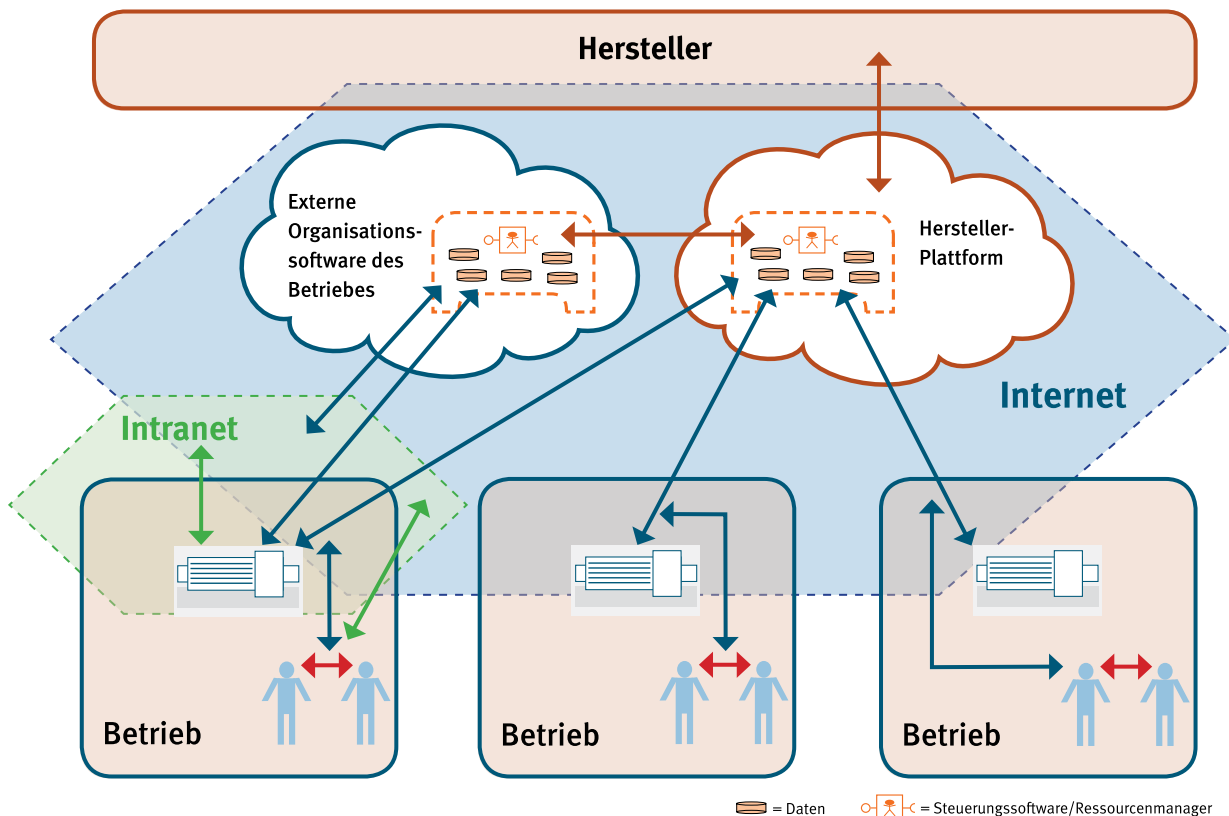 Hersteller
Externe
Organisations-
software des
Betriebes
Hersteller-
Plattform
Internet
Intranet
Betrieb
Betrieb
Betrieb
= Daten
= Steuerungssoftware/Ressourcenmanager